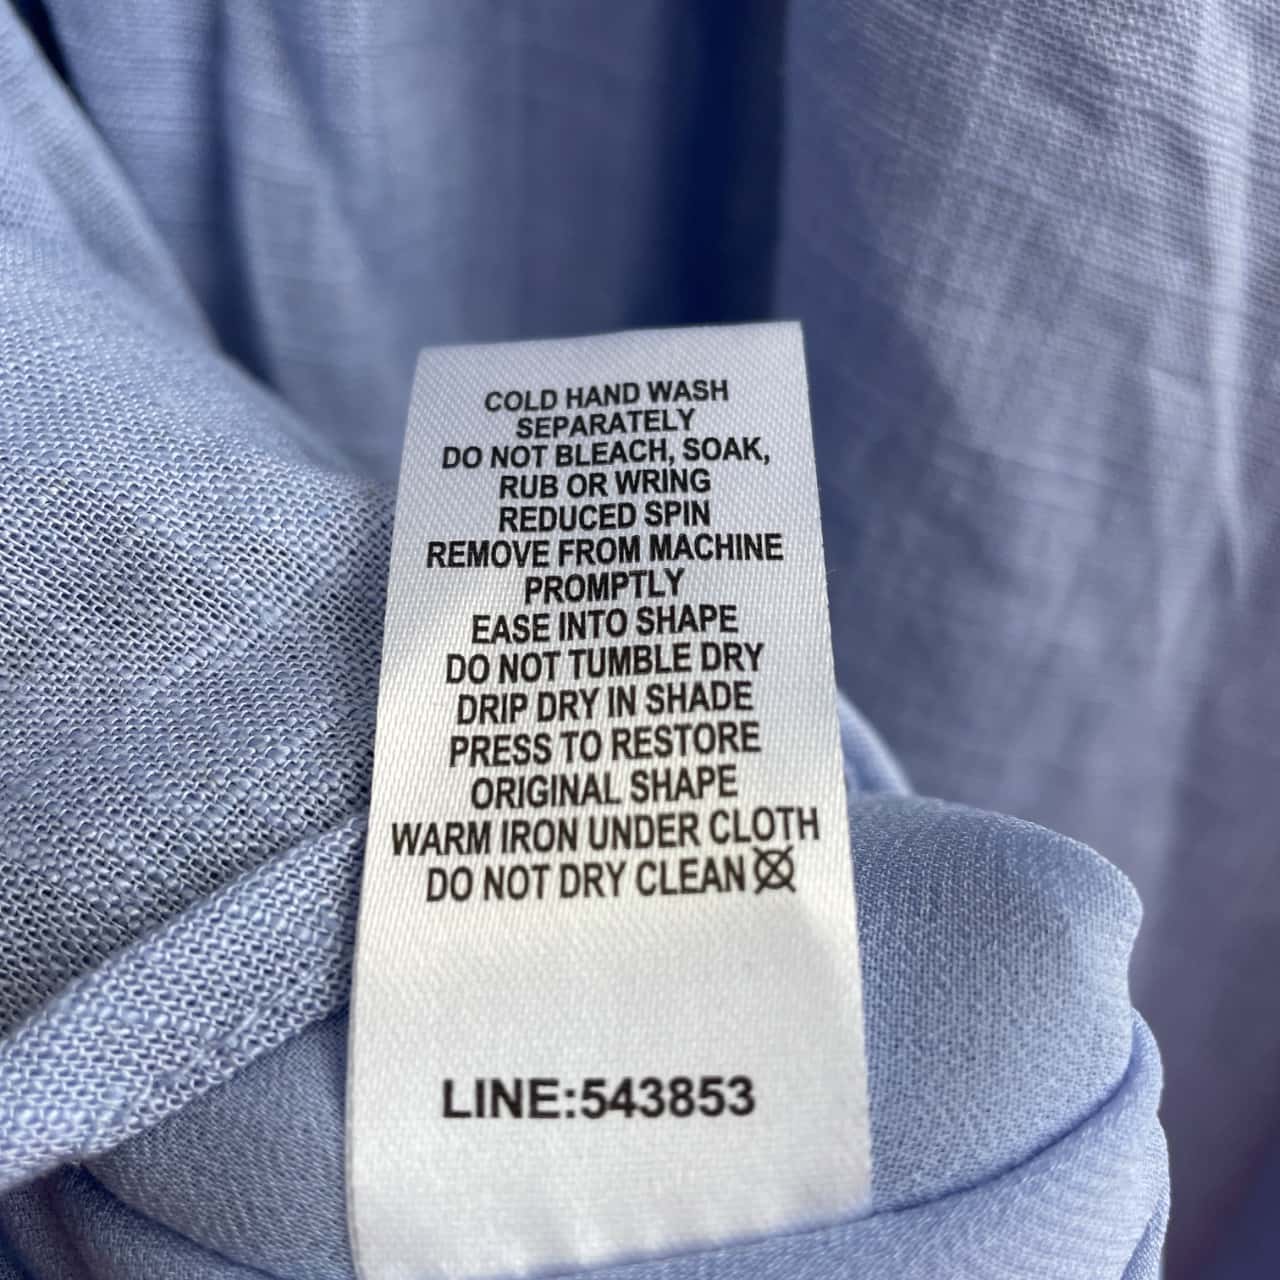 COLD HAND WASH
SEPARATELY
DO NOT BLEACH, SOAK,
RUB OR WRING
REDUCED SPIN
REMOVE FROM MACHINE
PROMPTLY
EASE INTO SHAPE
DO NOT TUMBLE DRY
DRIP DRY IN SHADE
PRESS TO RESTORE
ORIGINAL SHAPE
WARM IRON UNDER CLOTH
DO NOT DRY CLEAN
LINE:543853